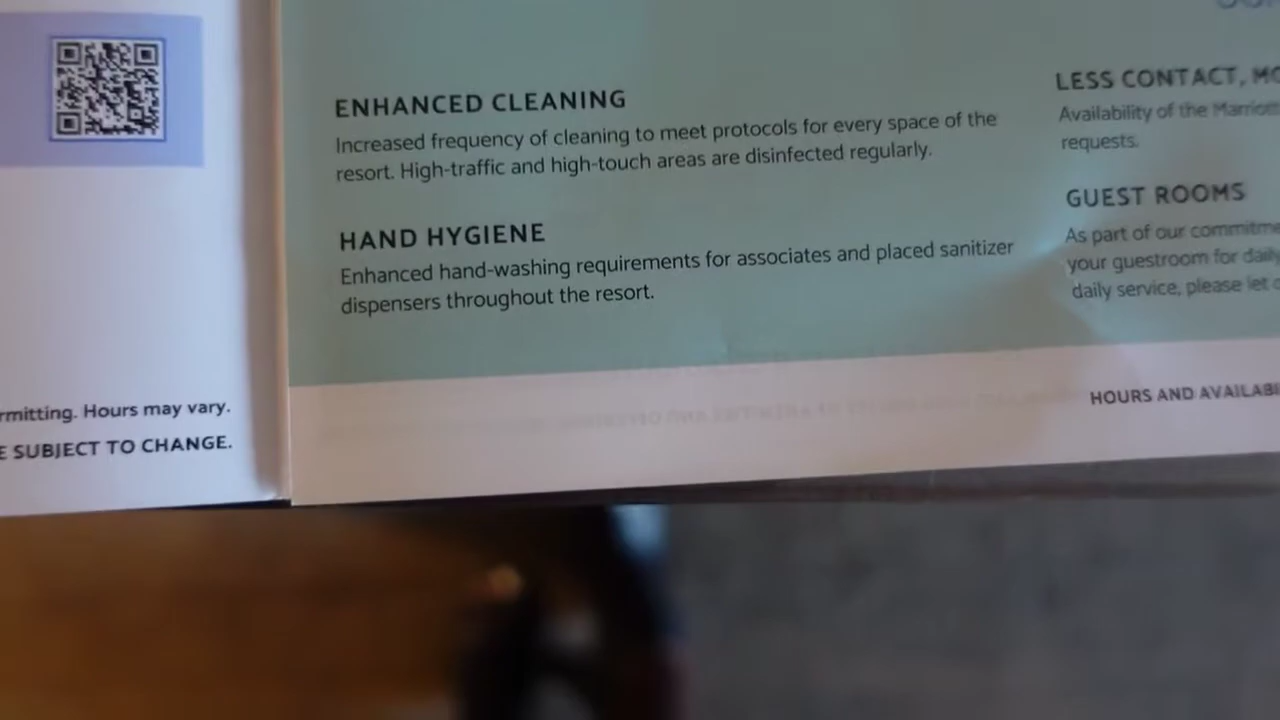 rmitting. Hours may vary.
E SUBJECT TO CHANGE.
ENHANCED CLEANING
Increased frequency of cleaning to meet protocols for every space of the
resort. High-traffic and high-touch areas are disinfected regularly.
HAND HYGIENE
Enhanced hand-washing requirements for associates and placed sanitizer
dispensers throughout the resort.
LESS CONTACT, MO
Availability of the Marriott
requests.
GUEST ROOMS
As part of our commitme
your guestroom for daily
daily service, please let o
HOURS AND AVAILABI